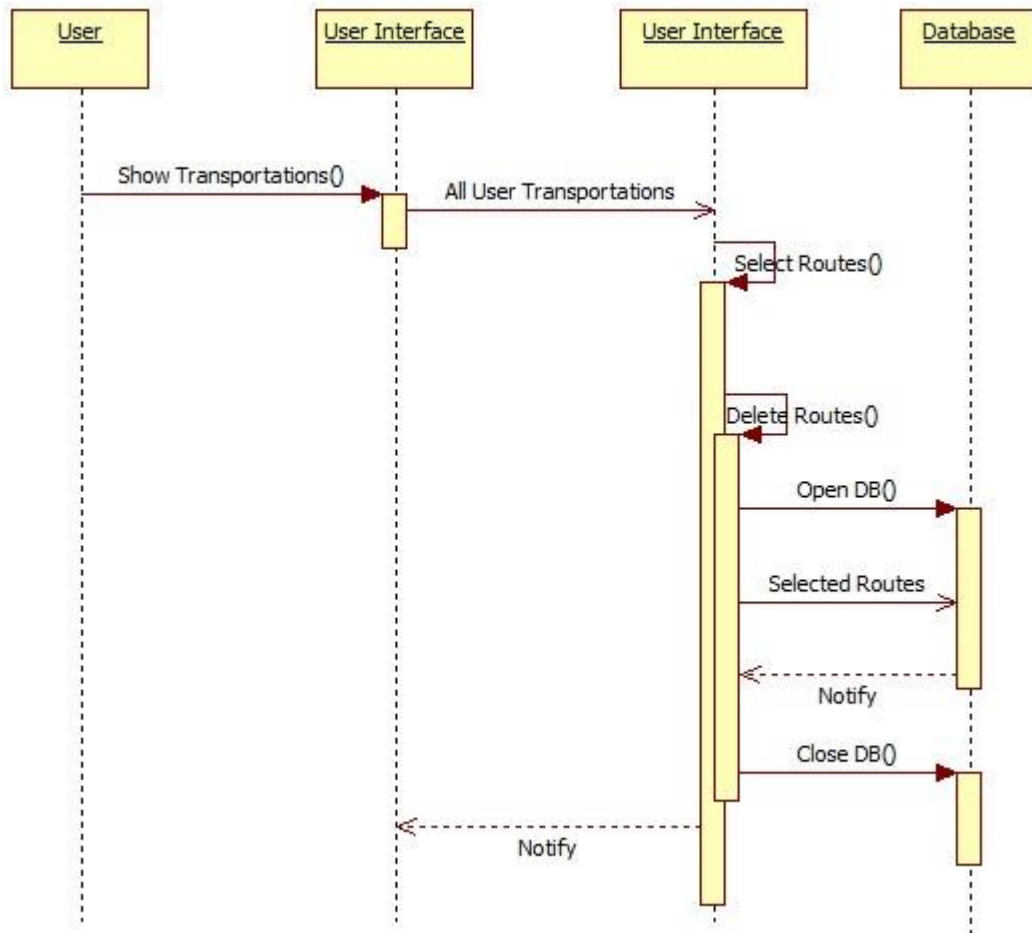 User
User Interface
User Interface
Database
Show Transportations()
All User Transportations
Select Routes()
Delete Routes()
Open DB()
Selected Routes
Notify
Close DB()
Notify